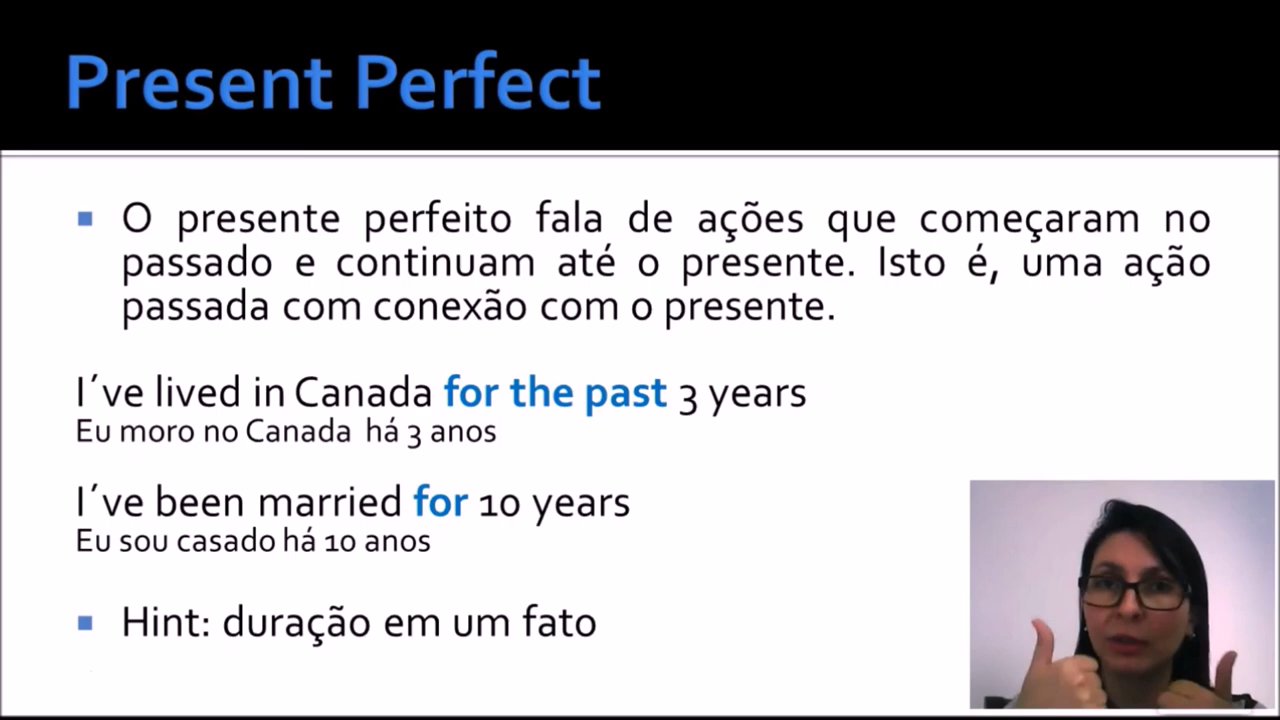 Present Perfect
O presente perfeito fala de ações que começaram no
passado e continuam até o presente. Isto é, uma ação
passada com conexão com o presente.
I´ve lived in Canada for the past 3 years
Eu moro no Canada há 3 anos
I´ve been married for 10 years
Eu sou casado há 10 anos
Hint: duração em um fato